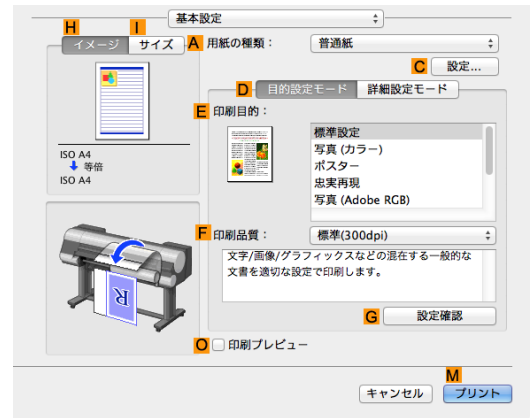 基本設定
H
I
イメージ
サイズ
A 用紙の種類：
普通紙
C 設定...
D 目的設定モード
詳細設定モード
E 印刷目的：
標準設定
写真 (カラー)
ポスター
忠実再現
写真 (Adobe RGB)
ISO A4
等倍
ISO A4
F 印刷品質：
標準(300dpi)
文字/画像/グラフィックスなどの混在する一般的な
文書を適切な設定で印刷します。
R
G 設定確認
O 印刷プレビュー
M
キャンセル
プリント